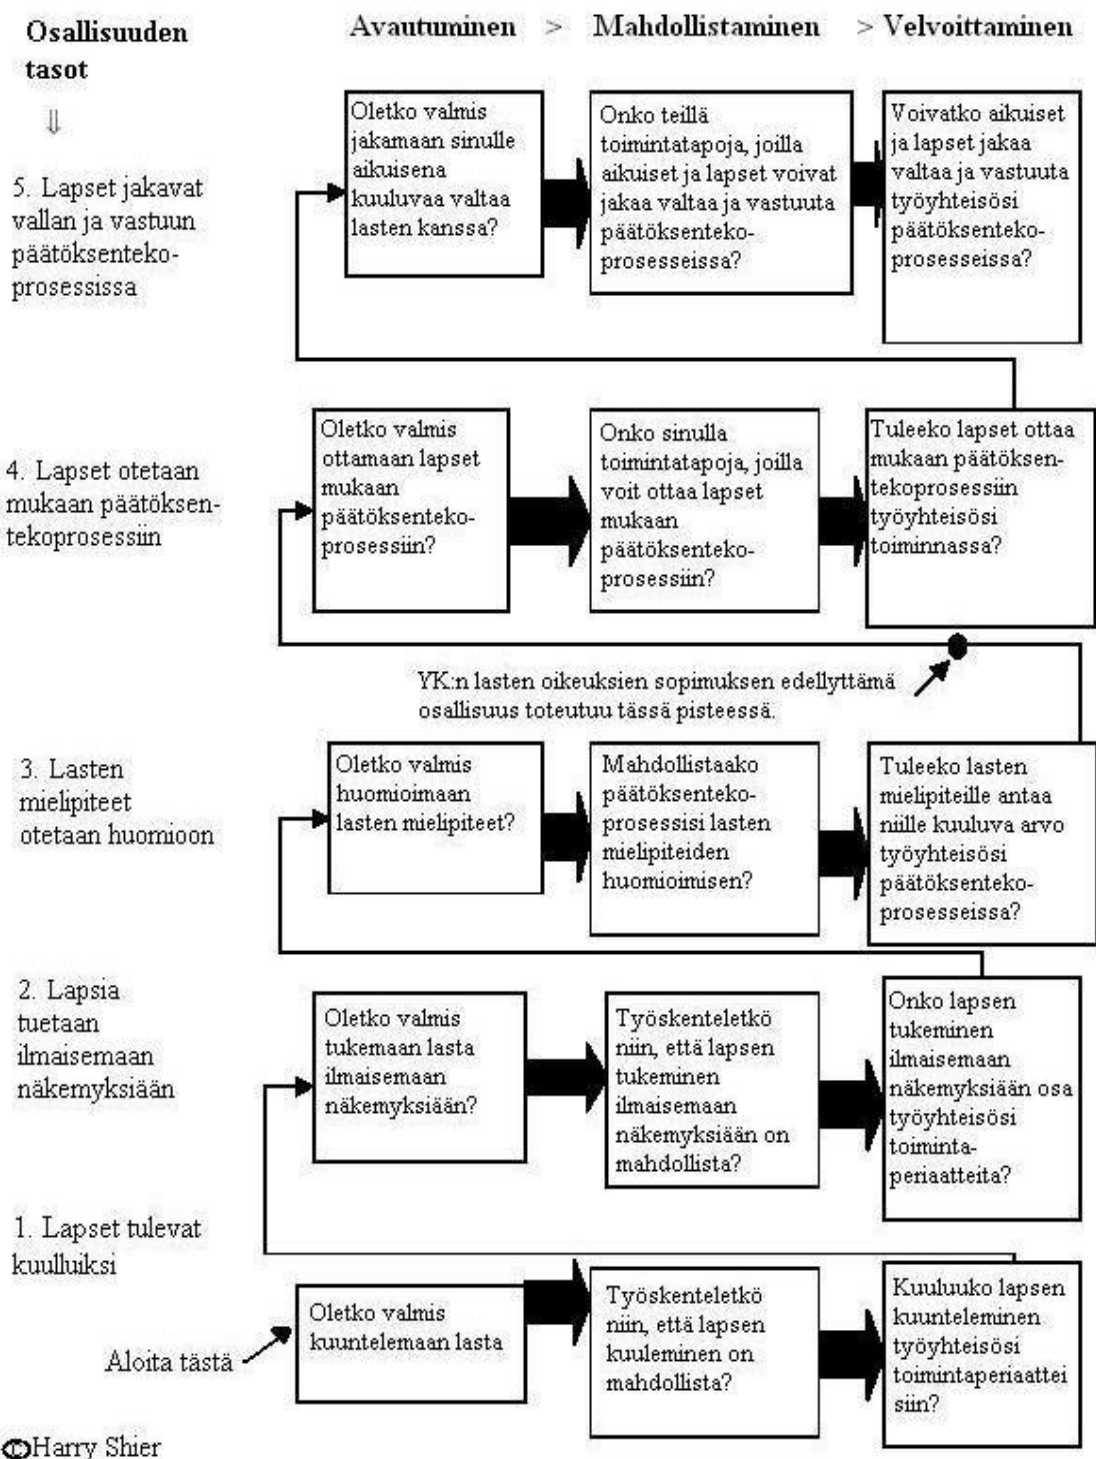 Osallisuuden
tasot
⇓
Avautuminen > Mahdollistaminen > Velvoittaminen
5. Lapset jakavat
vallan ja vastuun
päätöksenteko-
prosessissa
Oletko valmis
jakamaan sinulle
aikuisena
kuuluvaa valtaa
lasten kanssa?
Onko teillä
toimintatapoja, joilla
aikuiset ja lapset voivat
jakaa valtaa ja vastuuta
päätöksenteko-
prosesseissa?
Voivatko aikuiset
ja lapset jakaa
valtaa ja vastuuta
työyhteisösi
päätöksenteko-
prosesseissa?
4. Lapset otetaan
mukaan päätöksen-
tekoprosessiin
Oletko valmis
ottamaan lapset
mukaan
päätöksenteko-
prosessiin?
Onko sinulla
toimintatapoja, joilla
voit ottaa lapset
mukaan
päätöksenteko-
prosessiin?
Tuleeko lapset ottaa
mukaan päätöksen-
tekoprosessiin
työyhteisösi
toiminnassa?
YK:n lasten oikeuksien sopimuksen edellyttämä
osallisuus toteutuu tässä pisteessä.
3. Lasten
mielipiteet
otetaan huomioon
Oletko valmis
huomioimaan
lasten mielipiteet?
Mahdollistaako
päätöksenteko-
prosessisi lasten
mielipiteiden
huomioimisen?
Tuleeko lasten
mielipiteille antaa
niille kuuluva arvo
työyhteisösi
päätöksenteko-
prosesseissa?
2. Lapsia
tuetaan
ilmaisemaan
näkemyksiään
Oletko valmis
tukemaan lasta
ilmaisemaan
näkemyksiään?
Työskenteletkö
niin, että lapsen
tukeminen
ilmaisemaan
näkemyksiään on
mahdollista?
Onko lapsen
tukeminen
ilmaisemaan
näkemyksiään osa
työyhteisösi
toiminta-
periaatteita?
1. Lapset tulevat
kuulluiksi
Aloita tästä
Oletko valmis
kuuntelemaan lasta
Työskenteletkö
niin, että lapsen
kuuleminen on
mahdollista?
Kuuluuko lapsen
kuunteleminen
työyhteisösi
toimintaperiaattei
siin?
©Harry Shier